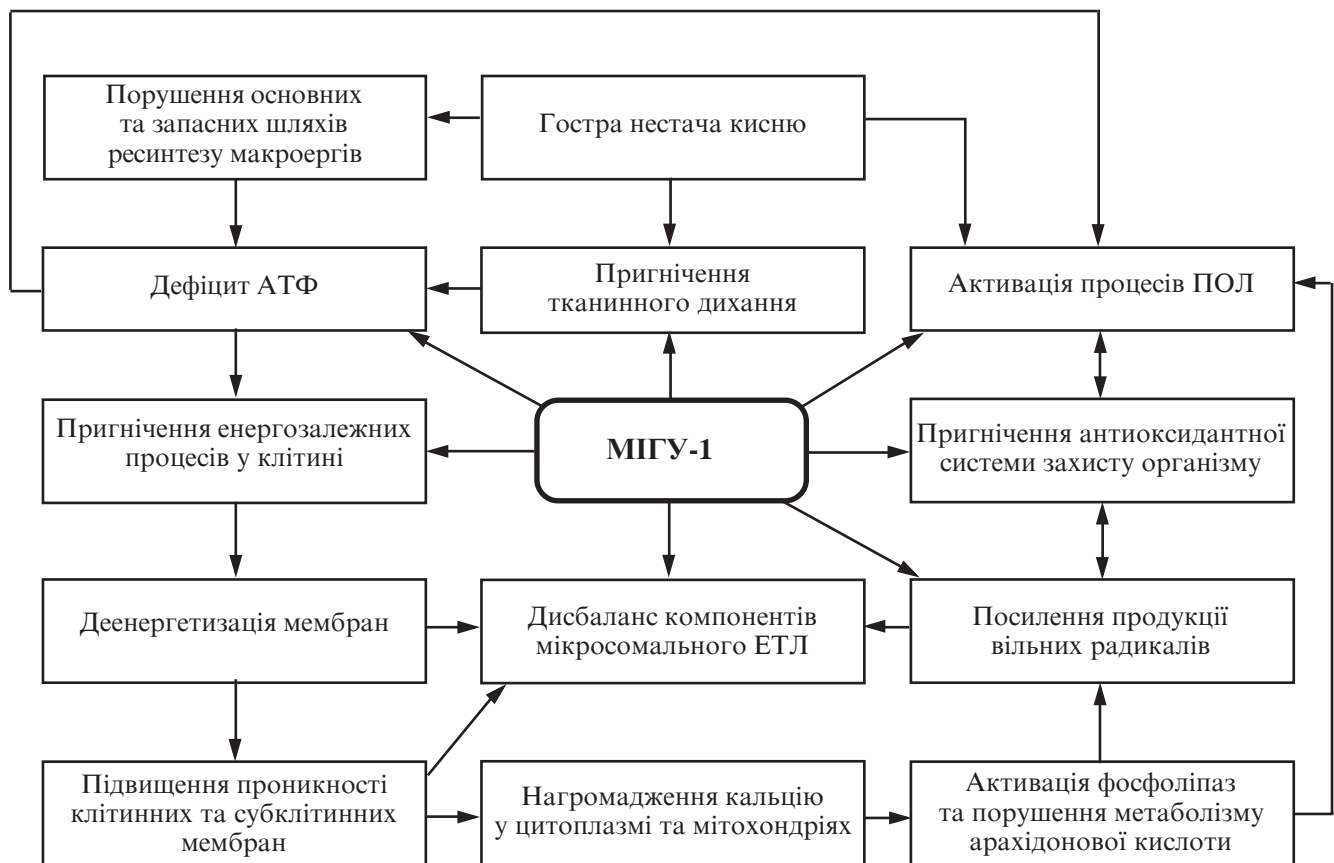 Порушення основних
та запасних шляхів
ресинтезу макроергів
Гостра нестача кисню
Дефіцит АТФ
Пригнічення
тканинного дихання
Активація процесів ПОЛ
Пригнічення енергозалежних
процесів у клітині
МІГУ-1
Пригнічення антиоксидантної
системи захисту організму
Деенергетизація мембран
Дисбаланс компонентів
мікросомального ЕТЛ
Посилення продукції
вільних радикалів
Підвищення проникності
клітинних та субклітинних
мембран
Нагромадження кальцію
у цитоплазмі та мітохондріях
Активація фосфоліпаз
та порушення метаболізму
арахідонової кислоти